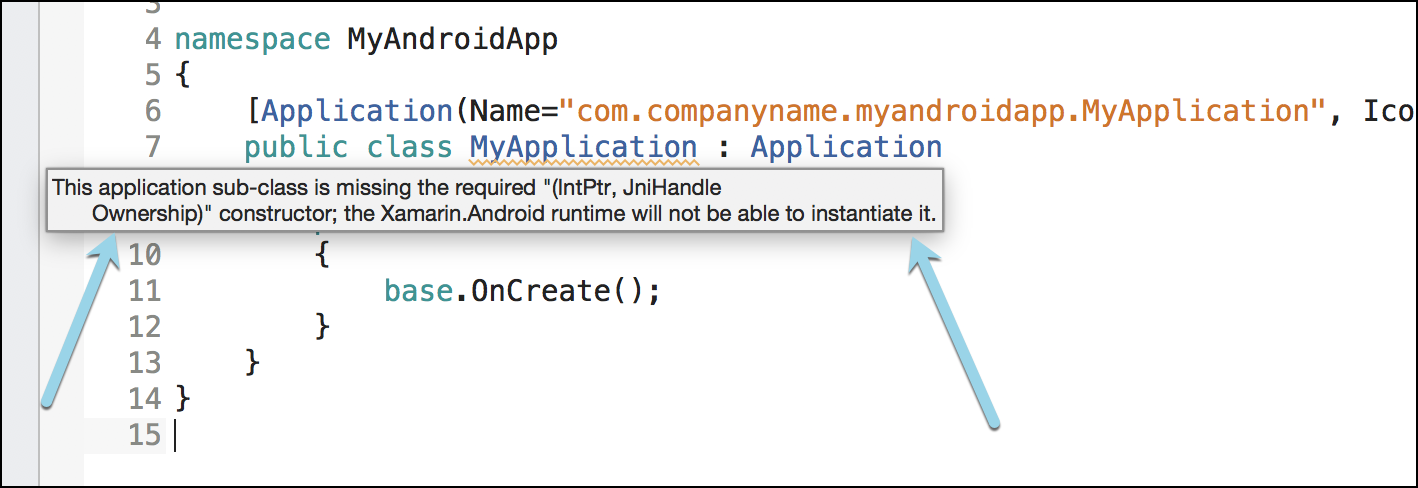 3
4 namespace MyAndroidApp
5 {
6 [Application(Name="com.companyname.myandroidapp.MyApplication", Ico
7 public class MyApplication : Application
This application sub-class is missing the required "(IntPtr, JniHandle
Ownership)" constructor; the Xamarin.Android runtime will not be able to instantiate it.
10 {
11 base.OnCreate();
12 }
13 }
14 }
15